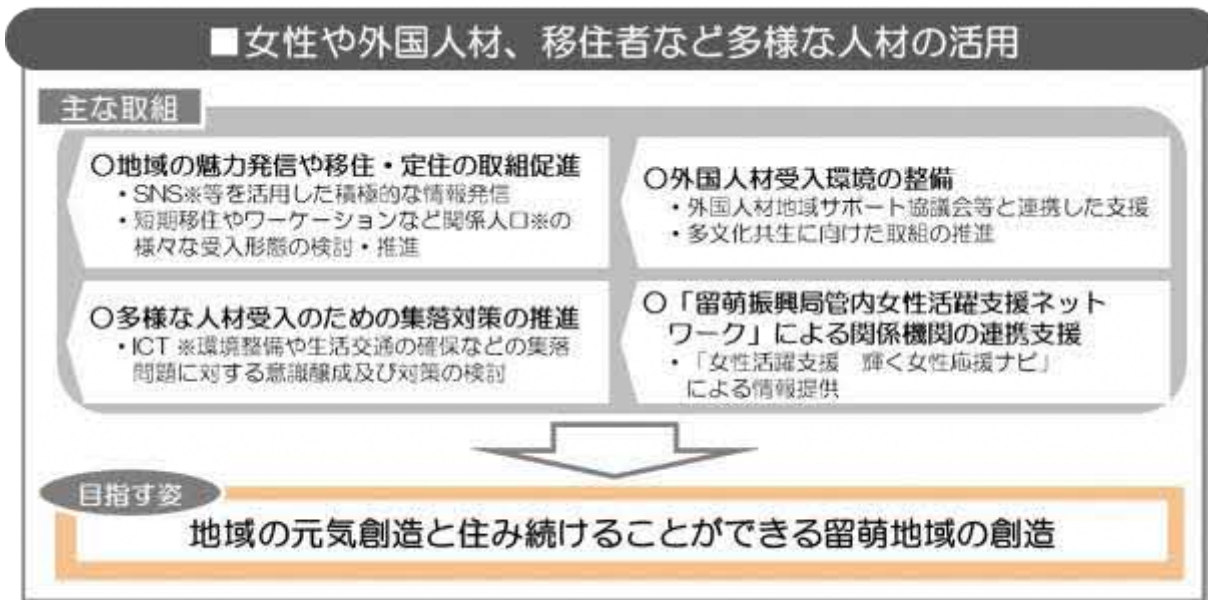 ■女性や外国人材、移住者など多様な人材の活用
主な取組
○地域の魅力発信や移住・定住の取組促進
・SNS※等を活用した積極的な情報発信
・短期移住やワーケーションなど関係人口※の
様々な受入形態の検討・推進
○外国人材受入環境の整備
・外国人材地域サポート協議会等と連携した支援
・多文化共生に向けた取組の推進
○多様な人材受入のための集落対策の推進
・ICT ※環境整備や生活交通の確保などの集落
問題に対する意識醸成及び対策の検討
○「留萌振興局管内女性活躍支援ネット
ワーク」による関係機関の連携支援
・「女性活躍支援 輝く女性応援ナビ」
による情報提供
目指す姿
地域の元気創造と住み続けることができる留萌地域の創造